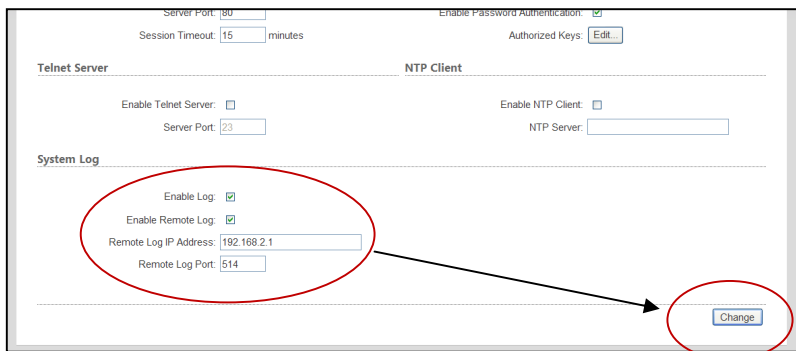 Server Port: 80
Enable Password Authentication:
Session Timeout: 15 minutes
Authorized Keys: Edit...
Telnet Server
NTP Client
Enable Telnet Server:
Enable NTP Client:
Server Port: 23
NTP Server:
System Log
Enable Log:
Enable Remote Log:
Remote Log IP Address: 192.168.2.1
Remote Log Port: 514
Change